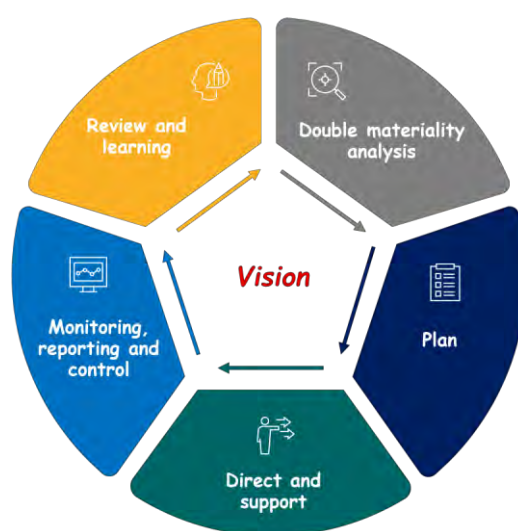 Review and
learning
Double materiality
analysis
Vision
Monitoring,
reporting and
control
Plan
Direct and
support